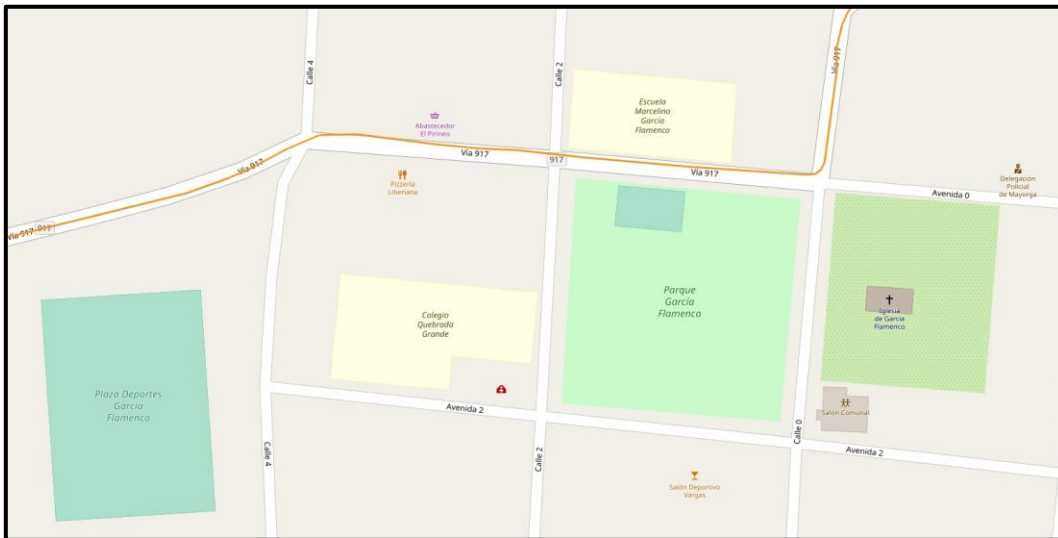 Calle 4
Calle 2
Vía 917
Escuela
Marcelino
García
Flamenco
Abastecedor
El Pirineo
Vía 917
917
Vía 917
Vía 917
Pizzería
Liberiana
Delegación
Policial
de Mayorga
Avenida 0
Vía 917
917
Parque
García
Flamenco
Iglesia
de García
Flamenco
Colegio
Quebrada
Grande
Plaza Deportes
García
Flamenco
Avenida 2
Salón Comunal
Calle 0
Avenida 2
Calle 4
Calle 2
Salón Deportivo
Vargas